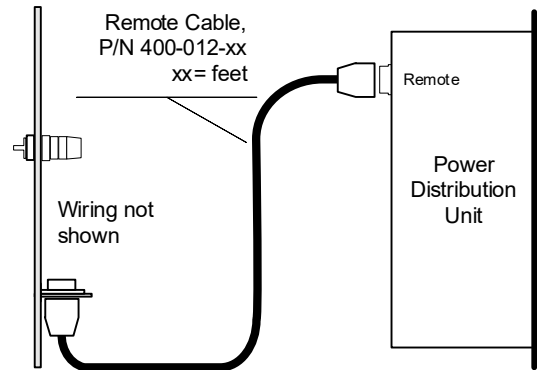 Remote Cable,
P/N 400-012-xx
xx= feet
Remote
Power
Distribution
Unit
Wiring not
shown